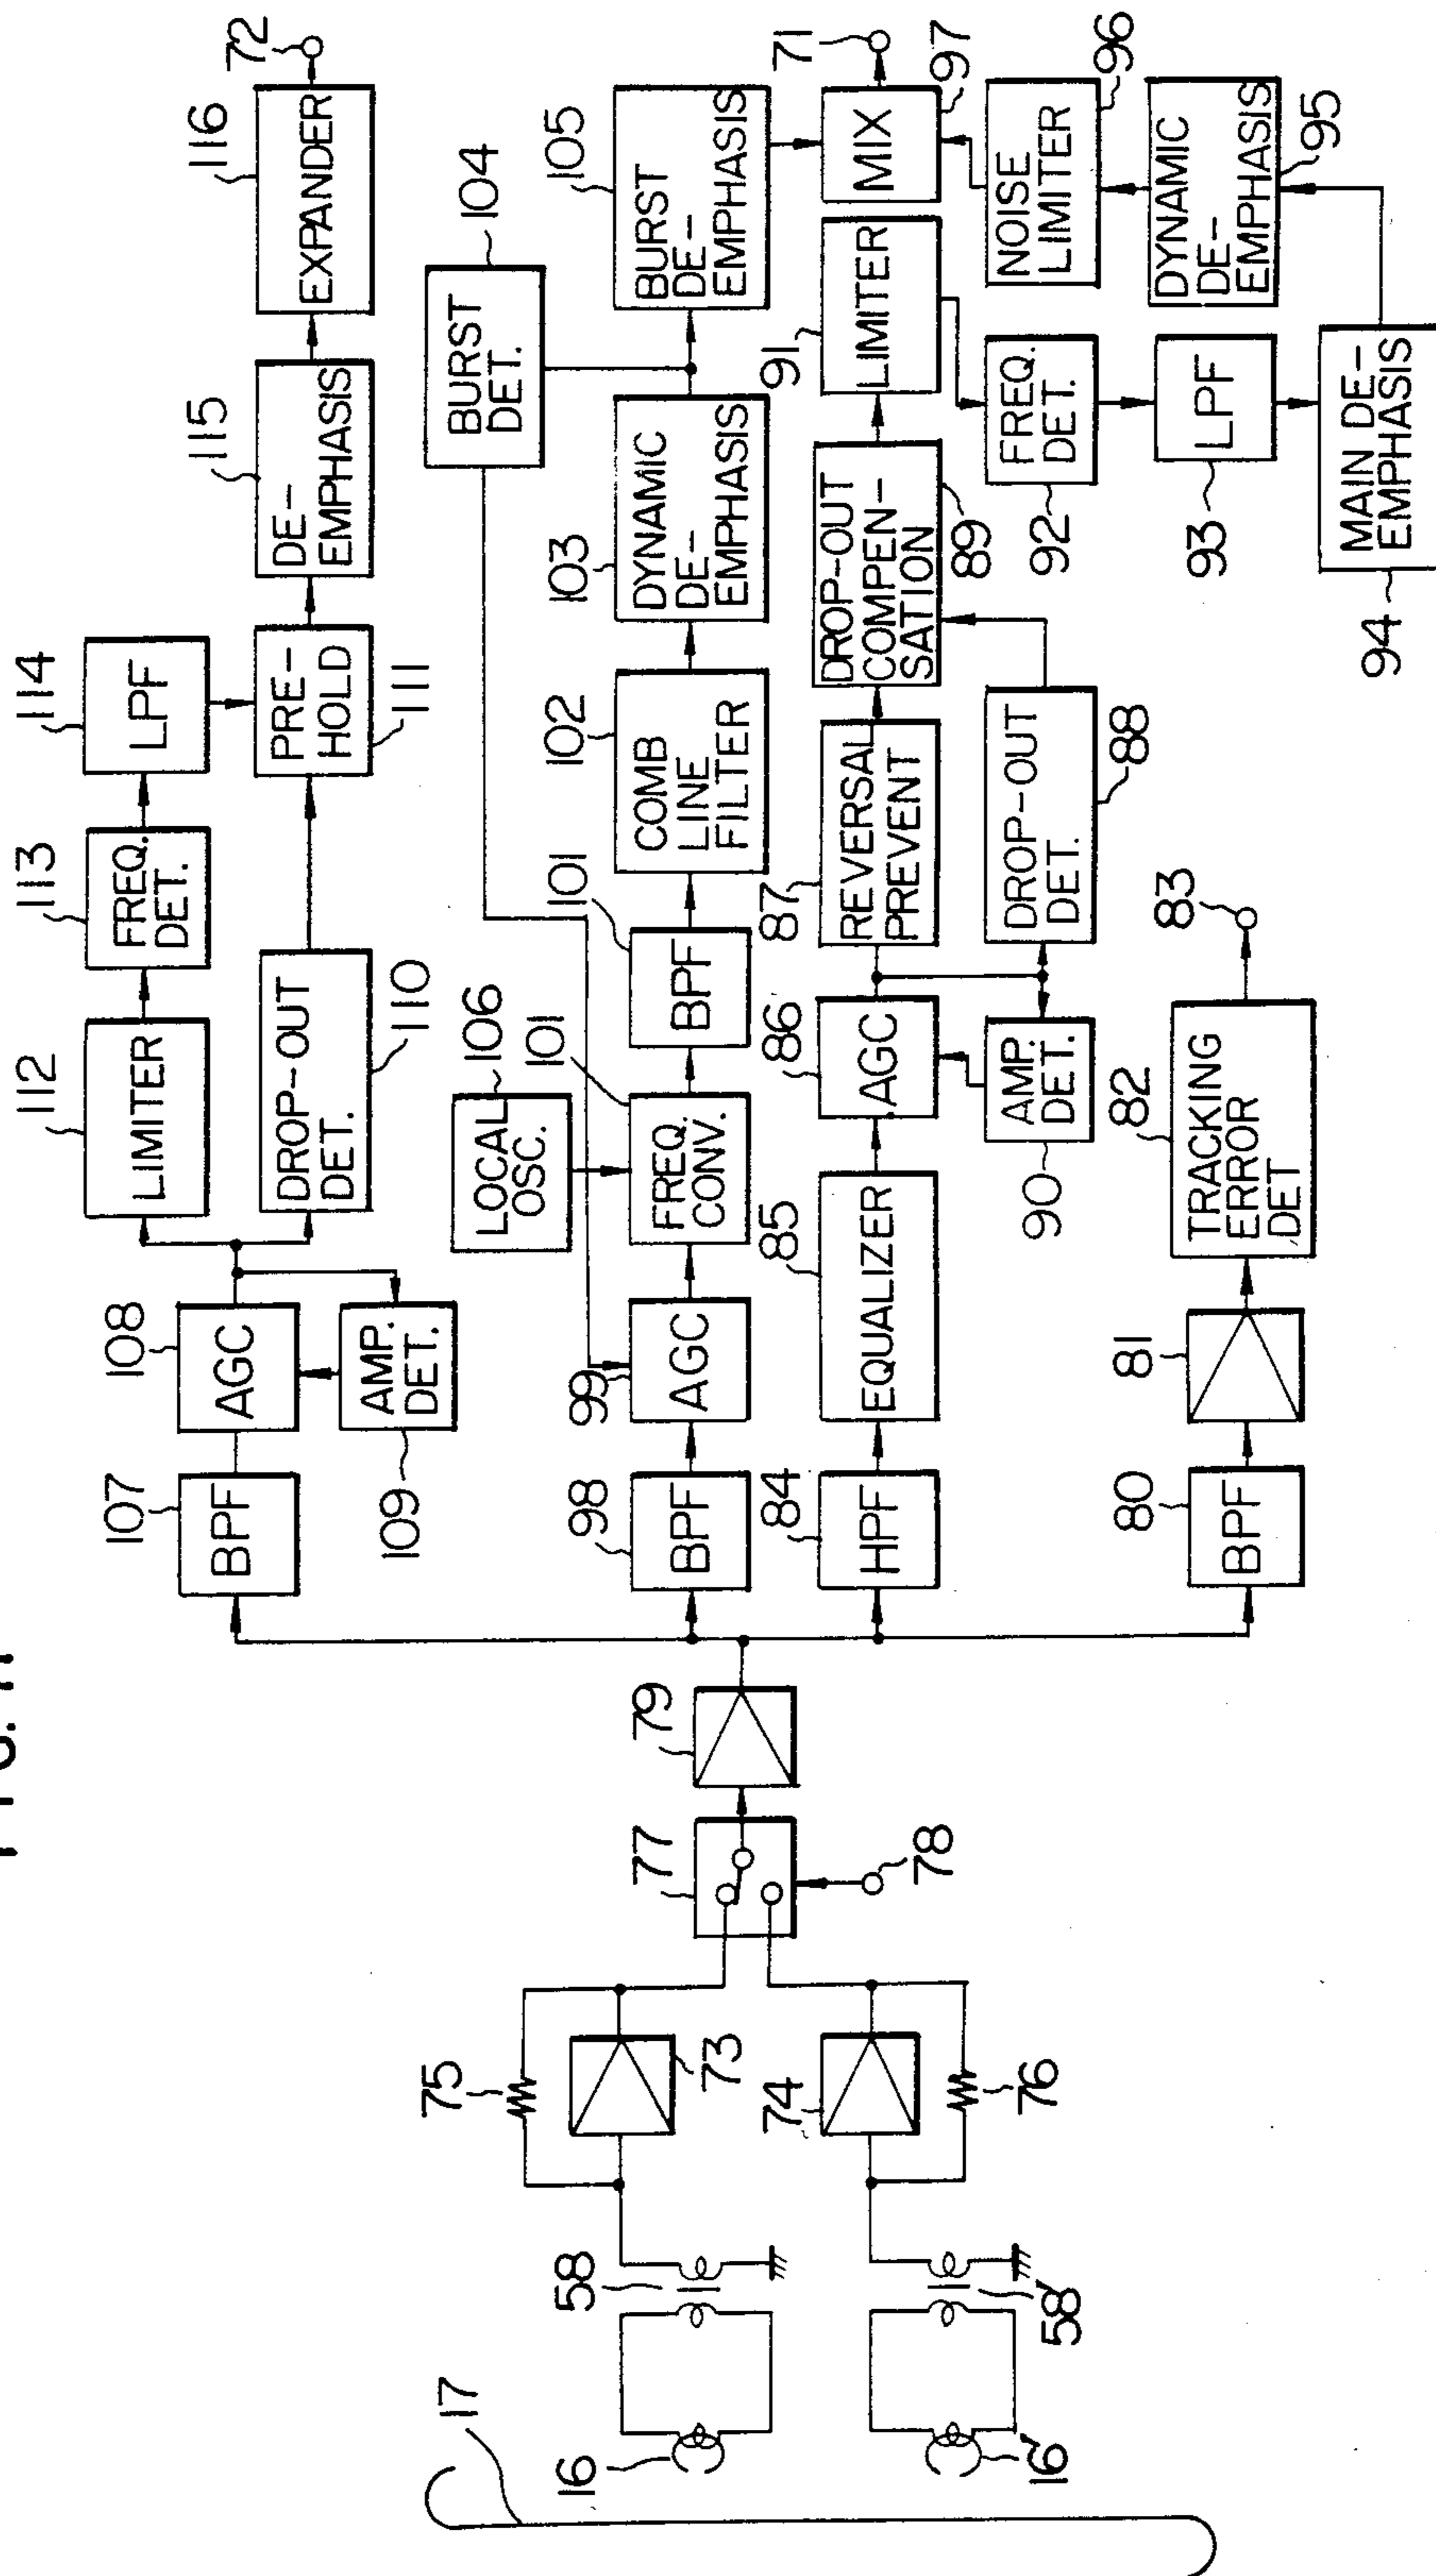 72
116
EXPANDER
115
DE-
EMPHASIS
114
LPF
PRE-
HOLD
111
113
FREQ.
DET.
112
LIMITER
DROP-OUT
DET.
110
108
AGC
AMP.
DET.
109
107
BPF
104
BURST
DET.
105
BURST
DE-
EMPHASIS
103
DYNAMIC
DE-
EMPHASIS
102
COMB
LINE
FILTER
101
BPF
106
LOCAL
OSC.
101
FREQ.
CONV.
99
AGC
98
BPF
71
MIX
97
NOISE
LIMITER
96
DYNAMIC
DE-
EMPHASIS
95
91
LIMITER
FREQ.
DET.
92
LPF
93
MAIN DE-
EMPHASIS
94
DROP-OUT
COMPEN-
SATION
89
87
REVERSAL
PREVENT
DROP-OUT
DET.
88
86
AGC
AMP.
DET.
90
85
EQUALIZER
84
HPF
83
82
TRACKING
ERROR
DET
81
80
BPF
79
77
78
75
73
74
76
58
58'
16
16'
17